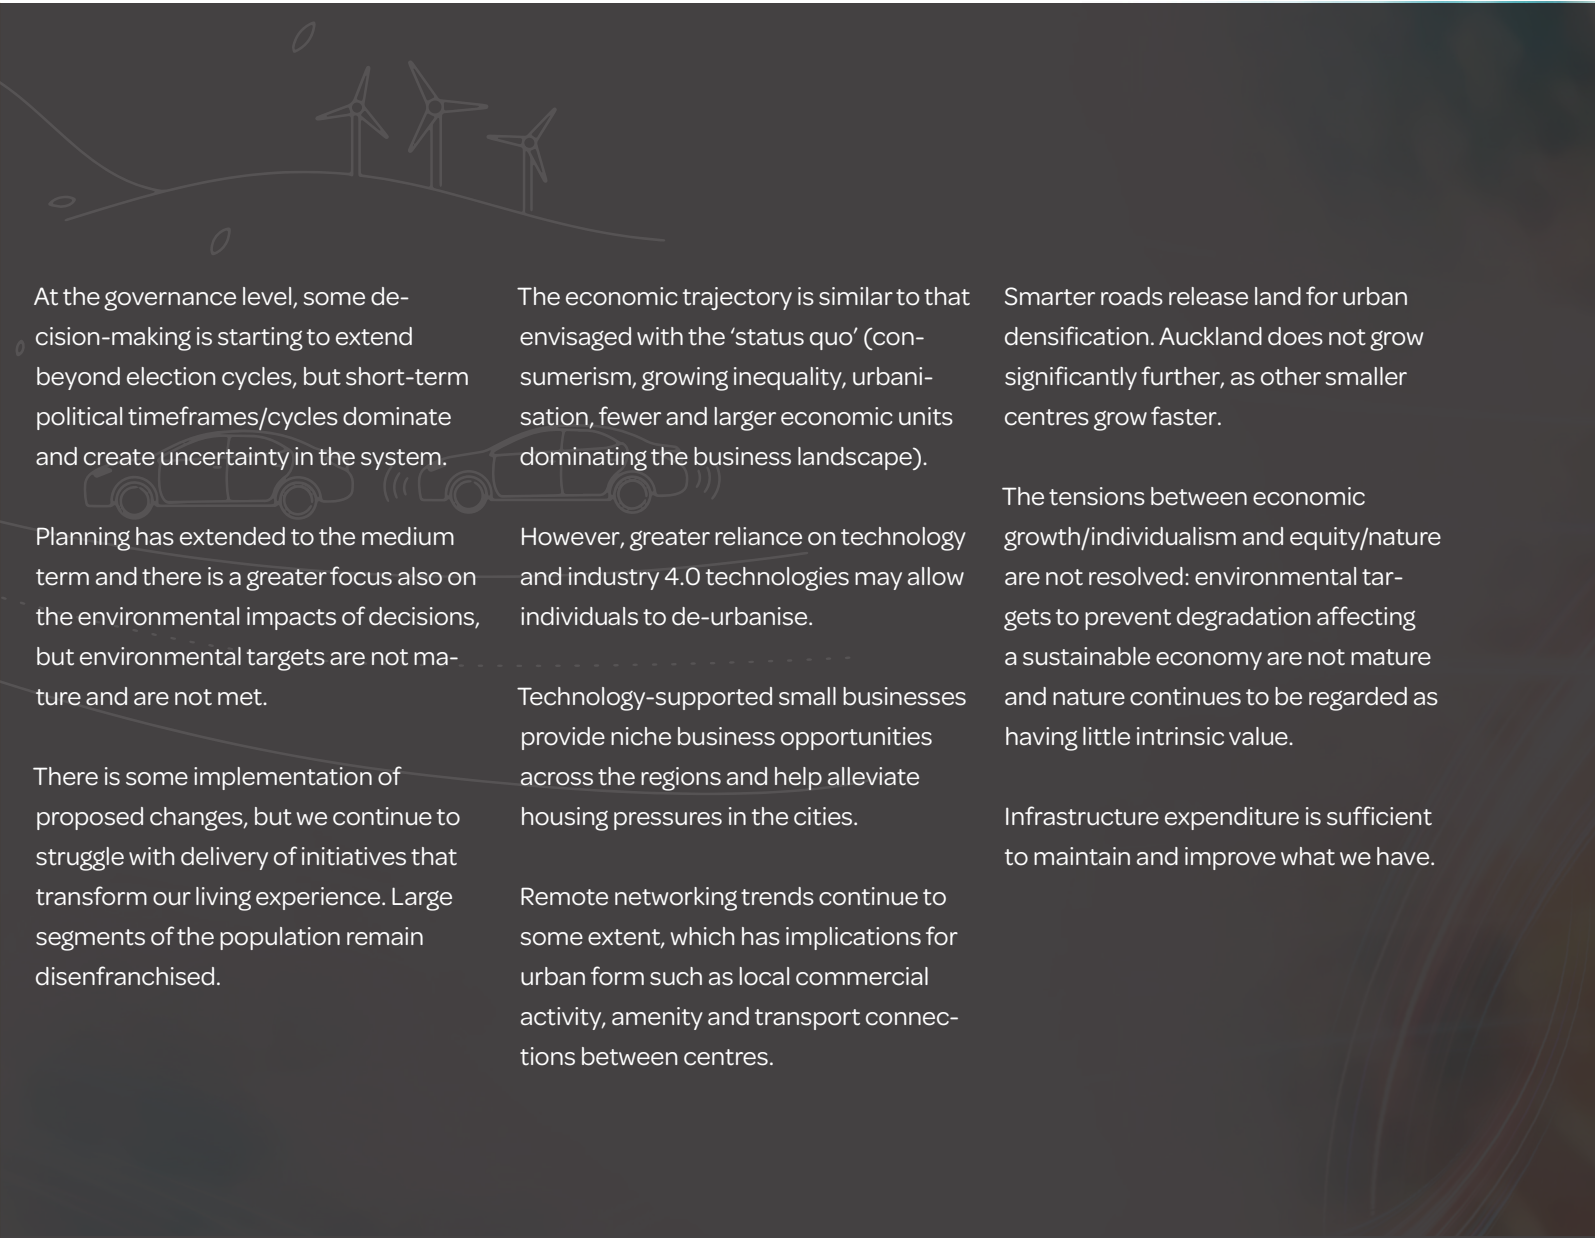 At the governance level, some de-
cision-making is starting to extend
beyond election cycles, but short-term
political timeframes/cycles dominate
and create uncertainty in the system.
Planning has extended to the medium
term and there is a greater focus also on
the environmental impacts of decisions,
but environmental targets are not ma-
ture and are not met.
There is some implementation of
proposed changes, but we continue to
struggle with delivery of initiatives that
transform our living experience. Large
segments of the population remain
disenfranchised.
The economic trajectory is similar to that
envisaged with the ‘status quo’ (con-
sumerism, growing inequality, urbani-
sation, fewer and larger economic units
dominating the business landscape).
However, greater reliance on technology
and industry 4.0 technologies may allow
individuals to de-urbanise.
Technology-supported small businesses
provide niche business opportunities
across the regions and help alleviate
housing pressures in the cities.
Remote networking trends continue to
some extent, which has implications for
urban form such as local commercial
activity, amenity and transport connec-
tions between centres.
Smarter roads release land for urban
densification. Auckland does not grow
significantly further, as other smaller
centres grow faster.
The tensions between economic
growth/individualism and equity/nature
are not resolved: environmental tar-
gets to prevent degradation affecting
a sustainable economy are not mature
and nature continues to be regarded as
having little intrinsic value.
Infrastructure expenditure is sufficient
to maintain and improve what we have.